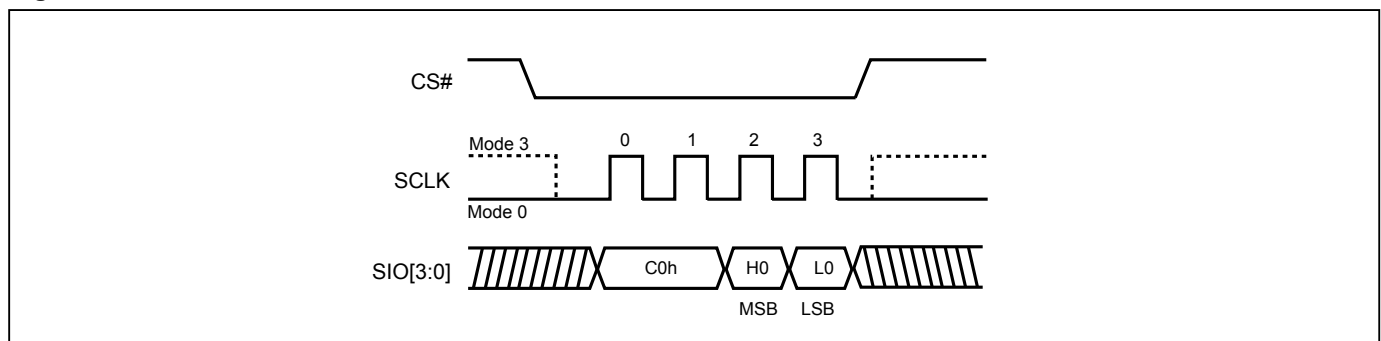 CS#
Mode 3
0 1 2 3
SCLK
Mode 0
SIO[3:0]
C0h H0 L0
MSB LSB